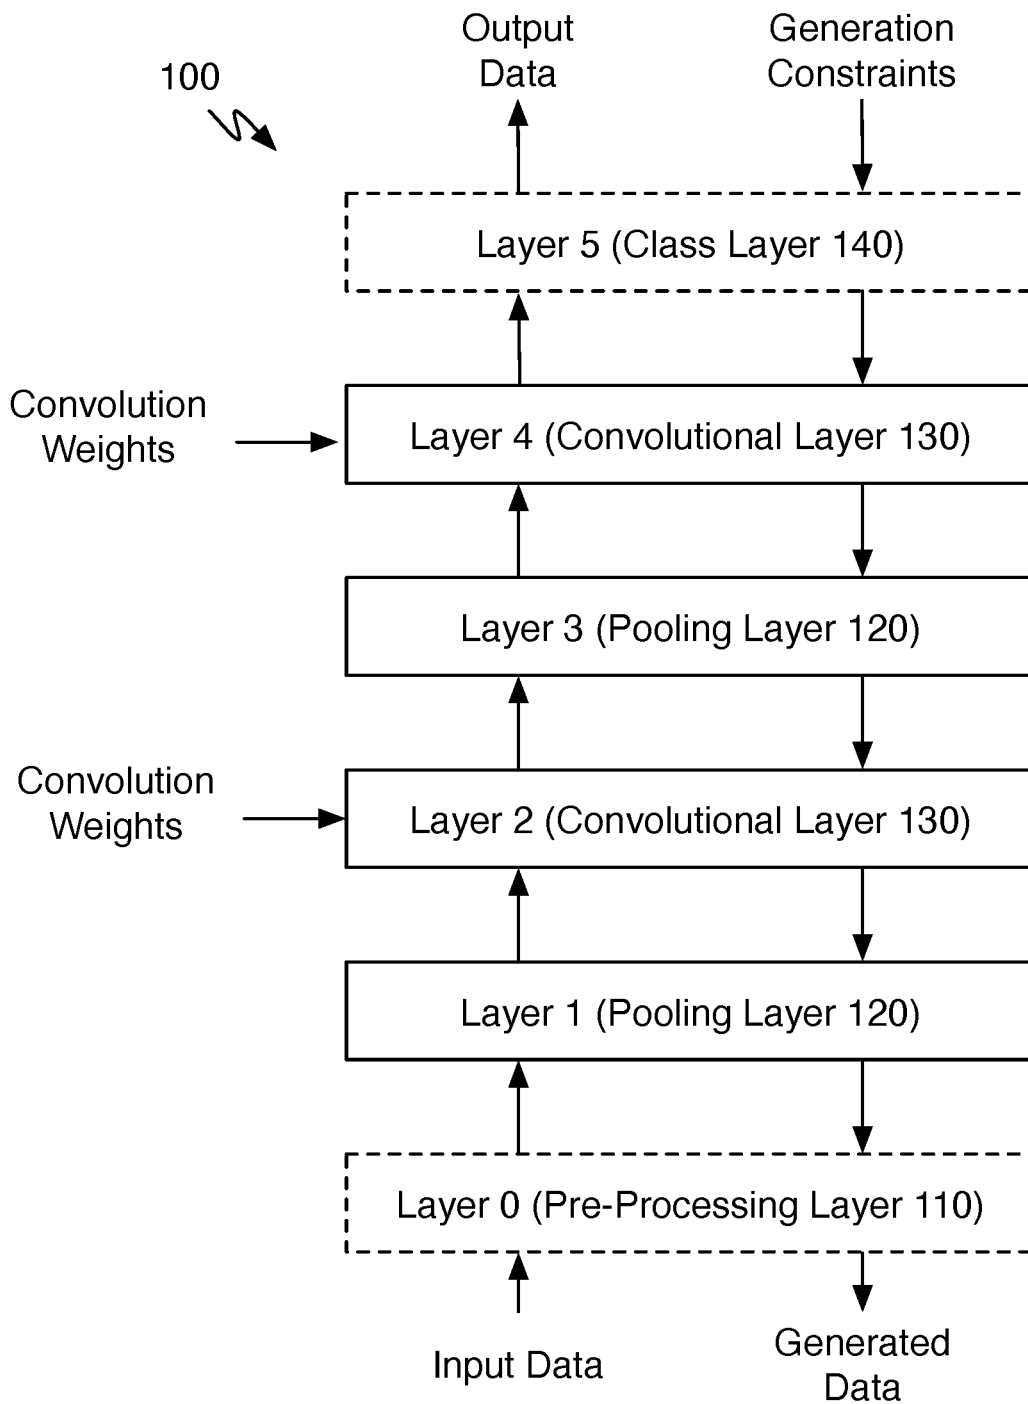 100
Output
Data
Generation
Constraints
Layer 5 (Class Layer 140)
Convolution
Weights
Layer 4 (Convolutional Layer 130)
Layer 3 (Pooling Layer 120)
Convolution
Weights
Layer 2 (Convolutional Layer 130)
Layer 1 (Pooling Layer 120)
Layer 0 (Pre-Processing Layer 110)
Input Data
Generated
Data